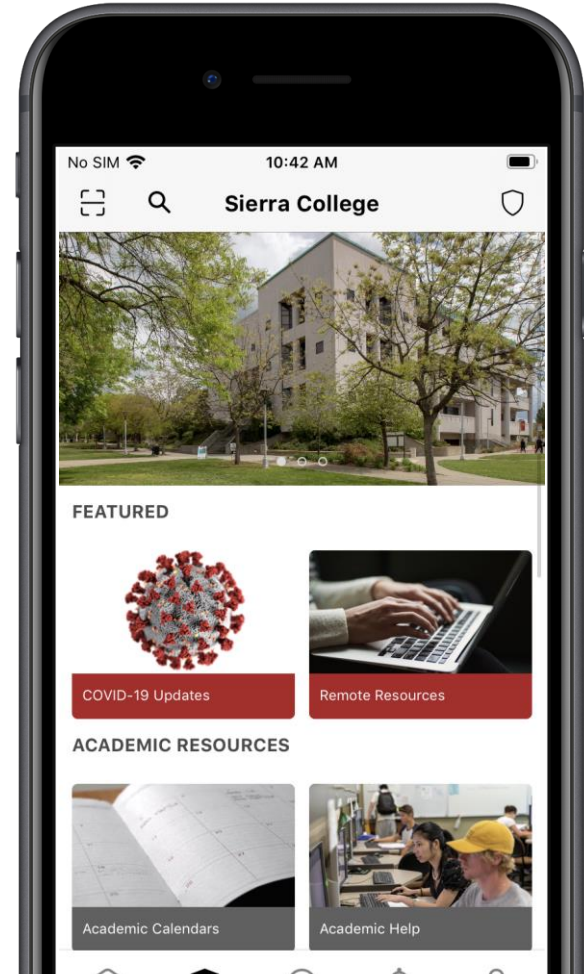 No SIM 10:42 AM
Sierra College
FEATURED
COVID-19 Updates
Remote Resources
ACADEMIC RESOURCES
Academic Calendars
Academic Help